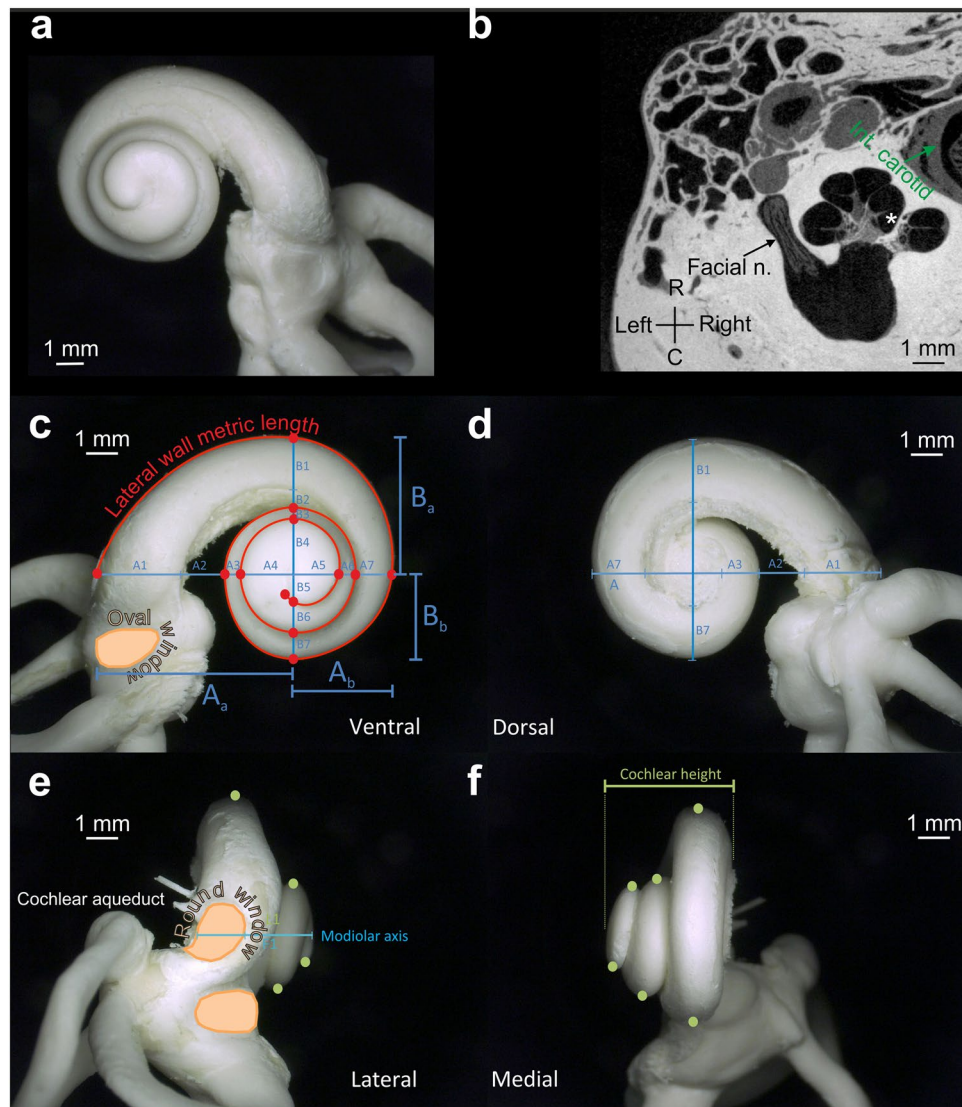 a
b
1 mm
Int. carotid
*
Facial n.
R
Left
Right
C
1 mm
c
1 mm
Lateral wall metric length
B1
B2
A3
B4
A1
A2
A3
A4
A5
A6
A7
B5
B6
B7
Ba
Bb
Oval window
Aa
Ab
Ventral
d
1 mm
B1
A7
A
A3
A2
A1
B7
Dorsal
e
1 mm
Cochlear aqueduct
Round window
Modiolar axis
Lateral
f
Cochlear height
1 mm
Medial